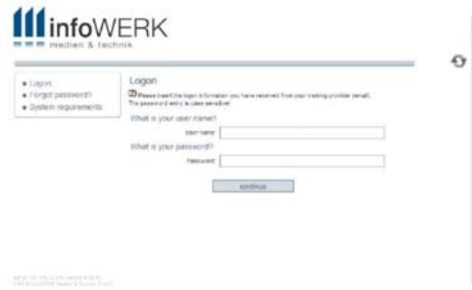 infoWERK
medien & technik
Logon
Forgot password?
System requirements
Logon
Please insert the logon information you have received from your training provider (email).
The password entry is case sensitive!
What is your user name?
User name
What is your password?
Password
continue